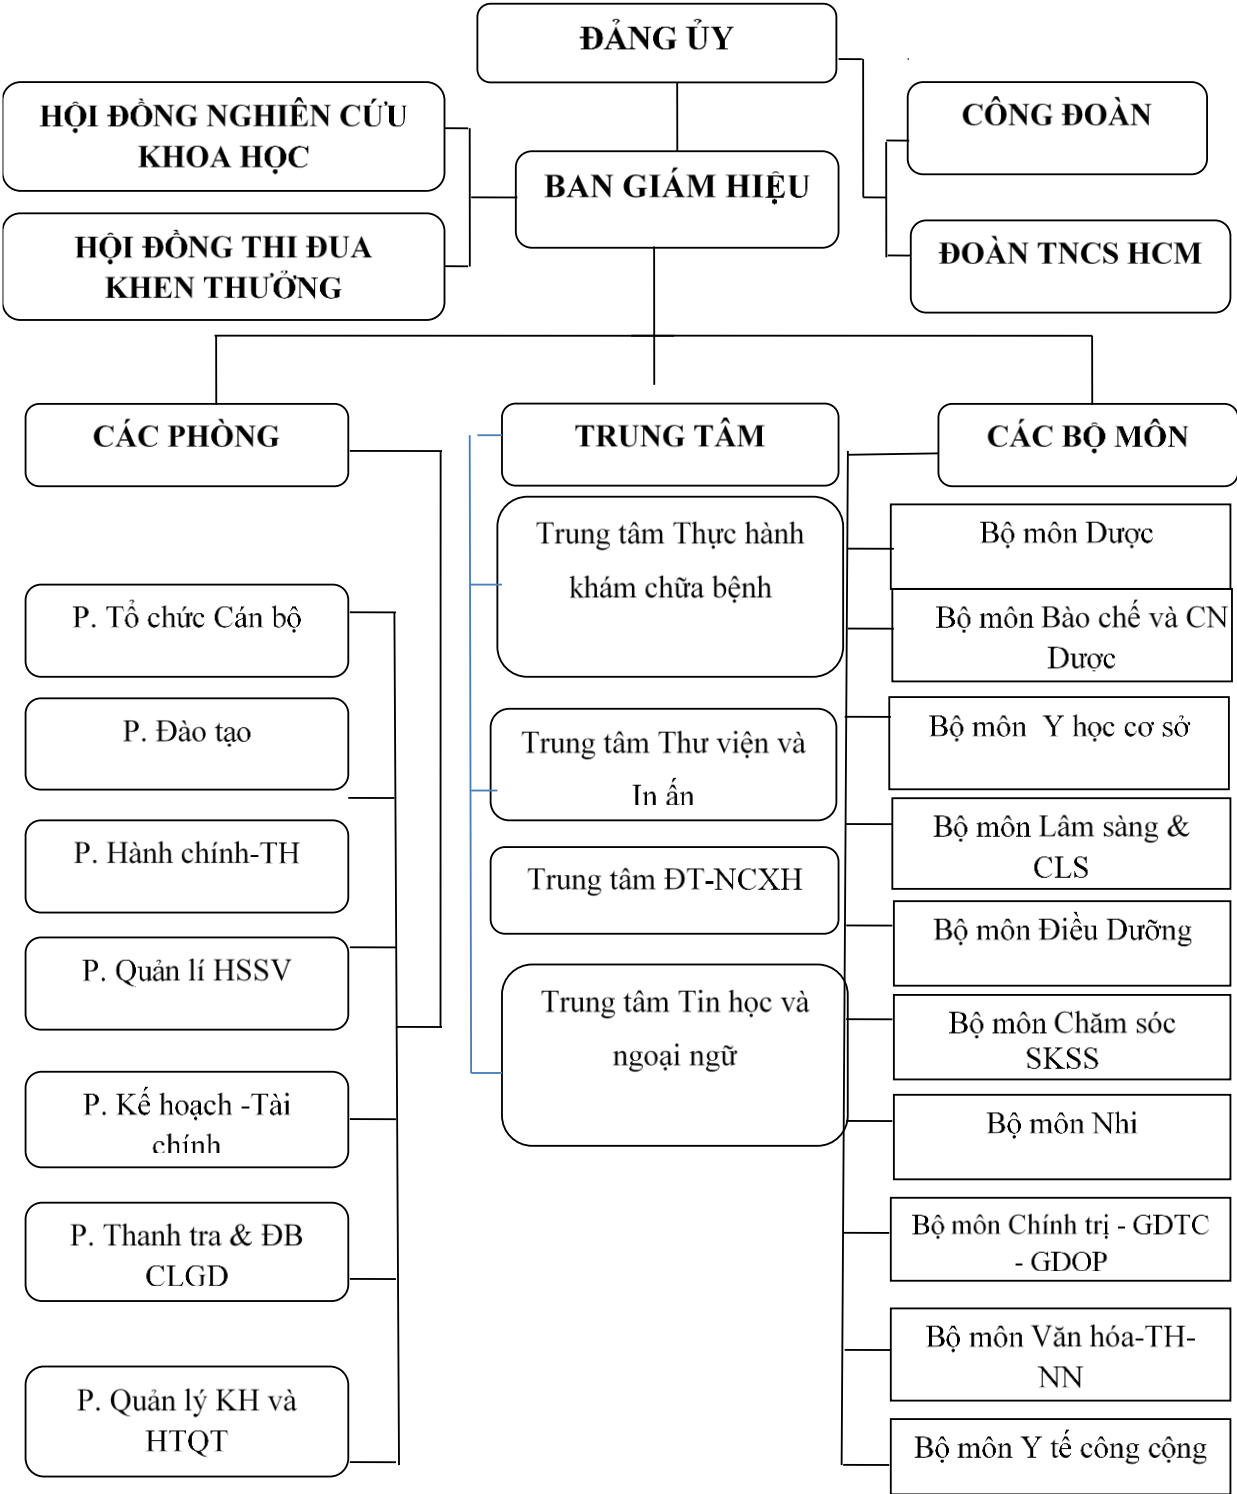 ĐẢNG ỦY
HỘI ĐỒNG NGHIÊN CỨU
KHOA HỌC
CÔNG ĐOÀN
BAN GIÁM HIỆU
HỘI ĐỒNG THI ĐUA
KHEN THƯỞNG
ĐOÀN TNCS HCM
CÁC PHÒNG
TRUNG TÂM
CÁC BỘ MÔN
P. Tổ chức Cán bộ
P. Đào tạo
P. Hành chính-TH
P. Quản lí HSSV
P. Kế hoạch -Tài
chính
P. Thanh tra & ĐB
CLGD
P. Quản lý KH và
HTQT
Trung tâm Thực hành
khám chữa bệnh
Trung tâm Thư viện và
In ấn
Trung tâm ĐT-NCXH
Trung tâm Tin học và
ngoại ngữ
Bộ môn Dược
Bộ môn Bào chế và CN
Dược
Bộ môn Y học cơ sở
Bộ môn Lâm sàng &
CLS
Bộ môn Điều Dưỡng
Bộ môn Chăm sóc
SKSS
Bộ môn Nhi
Bộ môn Chính trị - GDTC
- GDOP
Bộ môn Văn hóa-TH-
NN
Bộ môn Y tế công cộng